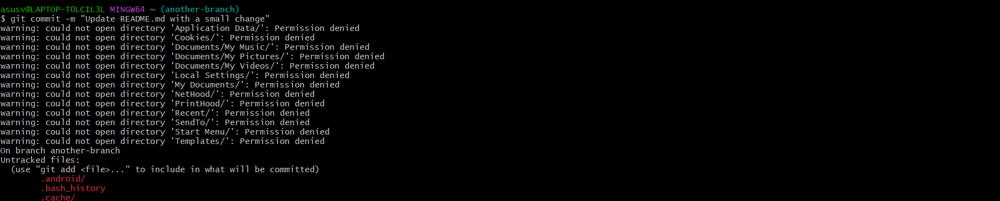 asusv@LAPTOP-T0LCIL3L MINGW64 ~ (another-branch)
$ git commit -m "Update README.md with a small change"
warning: could not open directory 'Application Data/': Permission denied
warning: could not open directory 'Cookies/': Permission denied
warning: could not open directory 'Documents/My Music/': Permission denied
warning: could not open directory 'Documents/My Pictures/': Permission denied
warning: could not open directory 'Documents/My Videos/': Permission denied
warning: could not open directory 'Local Settings/': Permission denied
warning: could not open directory 'My Documents/': Permission denied
warning: could not open directory 'NetHood/': Permission denied
warning: could not open directory 'PrintHood/': Permission denied
warning: could not open directory 'Recent/': Permission denied
warning: could not open directory 'SendTo/': Permission denied
warning: could not open directory 'Start Menu/': Permission denied
warning: could not open directory 'Templates/': Permission denied
On branch another-branch
Untracked files:
  (use "git add <file>..." to include in what will be committed)
        .android/
        .bash_history
        .cache/